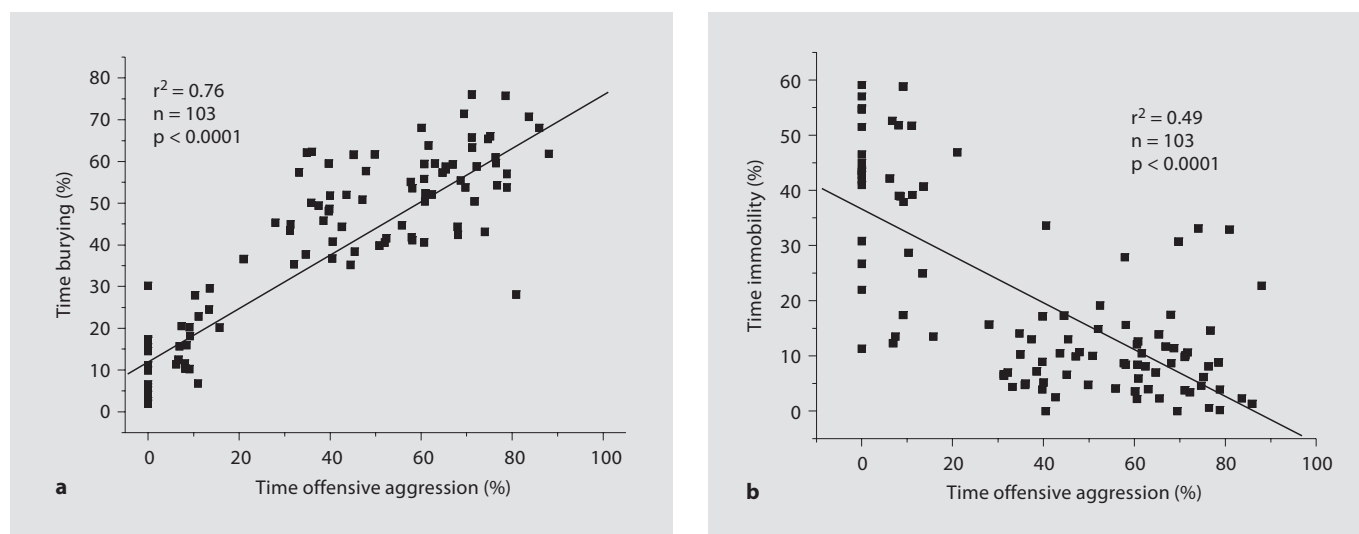 80
70
60
50
40
30
20
10
0
Time burying (%)
r² = 0.76
n = 103
p < 0.0001
0 20 40 60 80 100
a
Time offensive aggression (%)
60
50
40
30
20
10
0
Time immobility (%)
r² = 0.49
n = 103
p < 0.0001
0 20 40 60 80 100
b
Time offensive aggression (%)